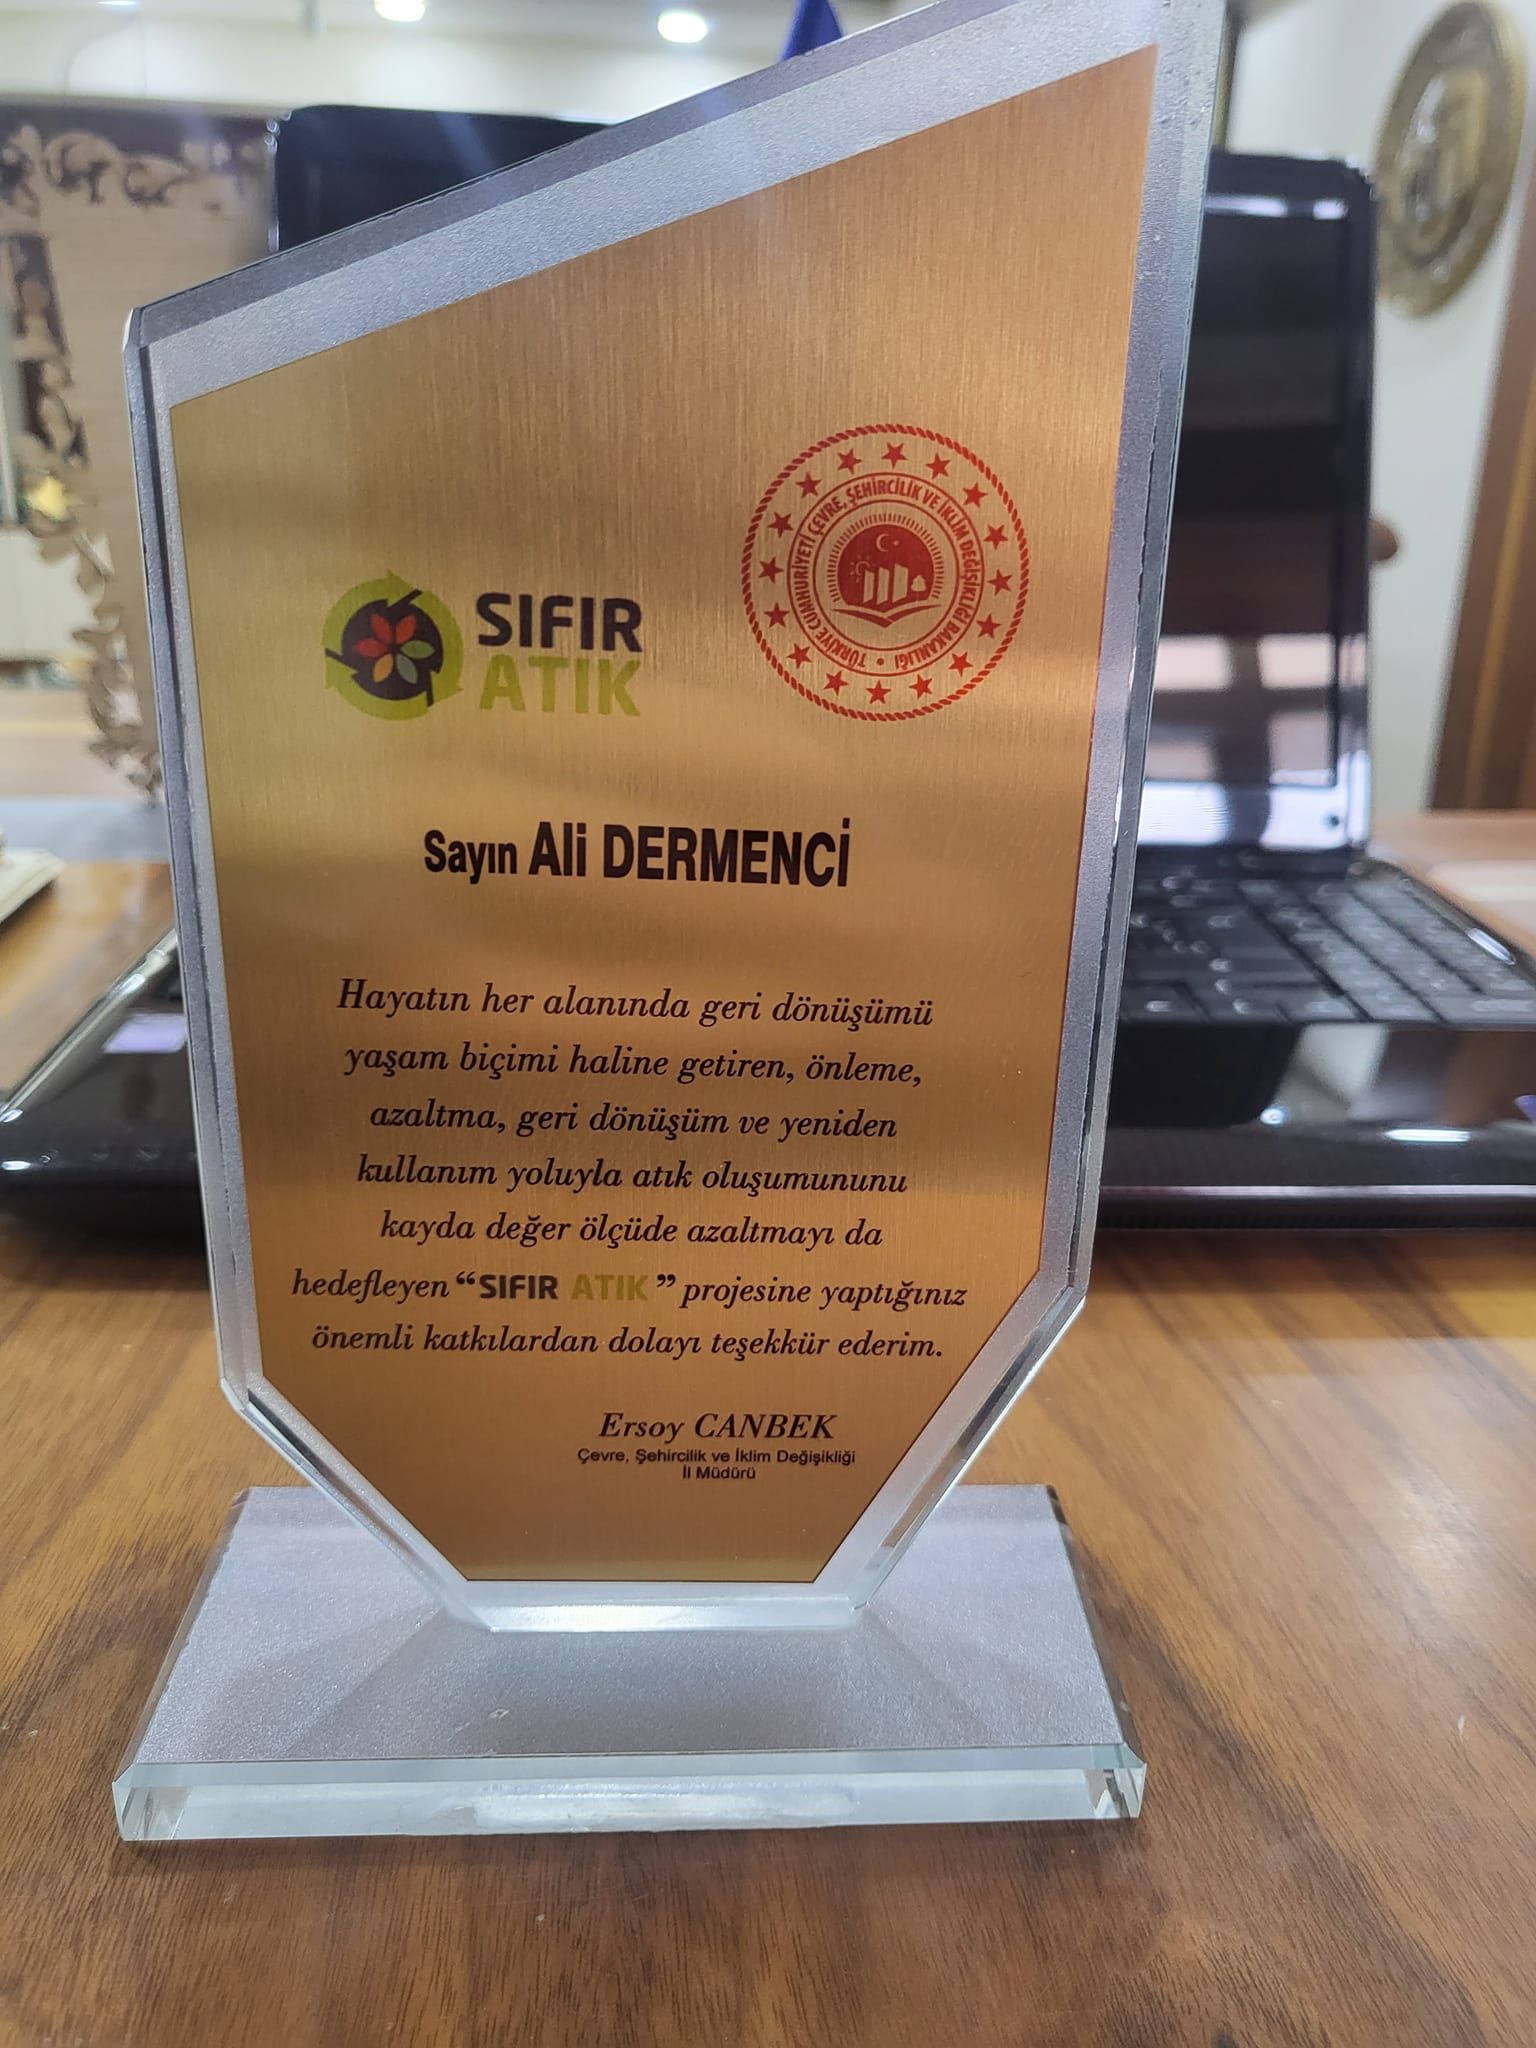 SIFIR
ATIK
TÜRKİYE CUMHURİYETİ ÇEVRE, ŞEHİRCİLİK VE İKLİM DEĞİŞİKLİĞİ BAKANLIĞI
Sayın Ali DERMENCİ
Hayatın her alanında geri dönüşümü
yaşam biçimi haline getiren, önleme,
azaltma, geri dönüşüm ve yeniden
kullanım yoluyla atık oluşumununu
kayda değer ölçüde azaltmayı da
hedefleyen “SIFIR ATIK” projesine yaptığınız
önemli katkılardan dolayı teşekkür ederim.
Ersoy CANBEK
Çevre, Şehircilik ve İklim Değişikliği
İl Müdürü